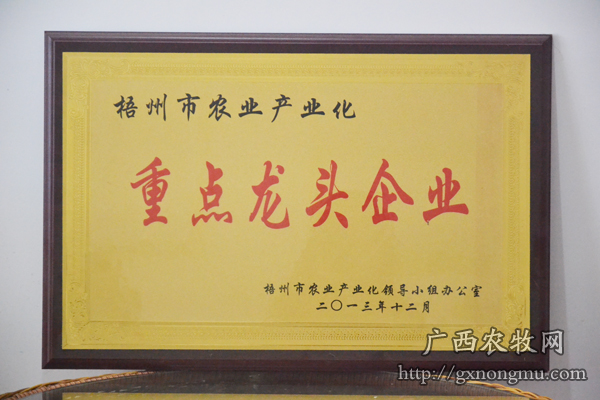 梧州市农业产业化
重点龙头企业
梧州市农业产业化领导小组办公室
二〇一三年十二月
广西农牧网
http://gxnongmu.com